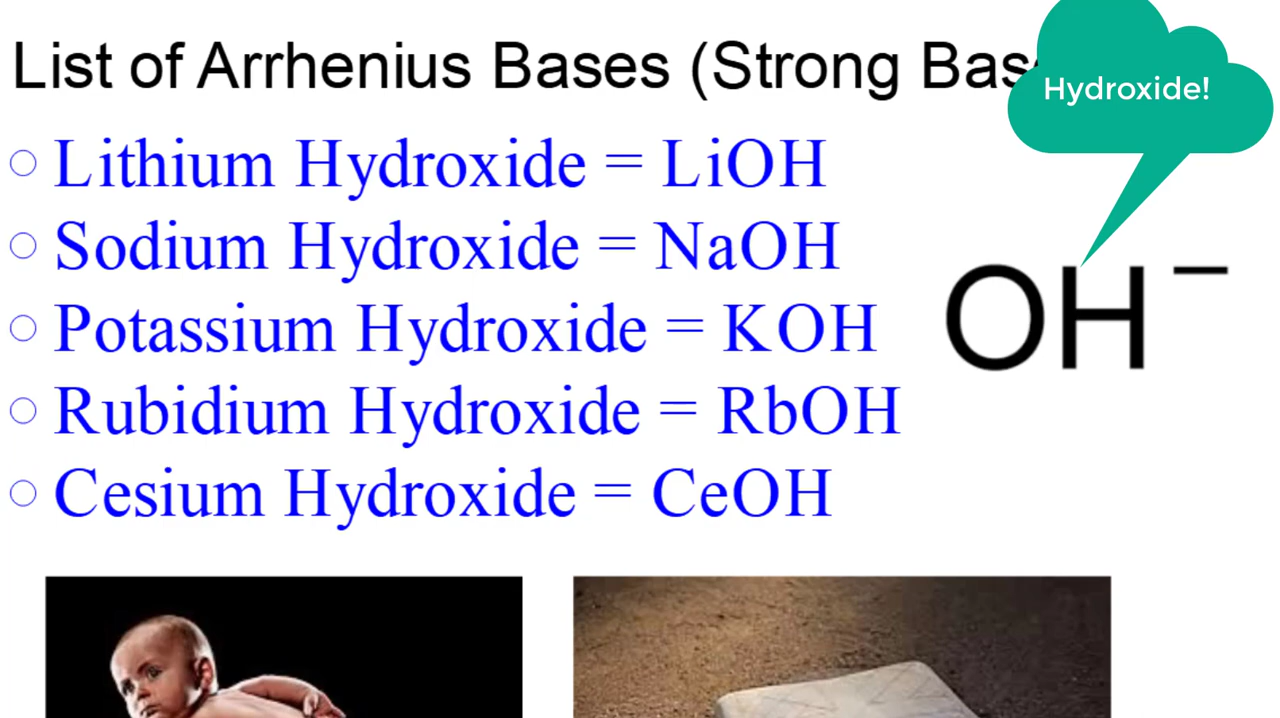 List of Arrhenius Bases (Strong Bas
Hydroxide!
Lithium Hydroxide = LiOH
Sodium Hydroxide = NaOH
Potassium Hydroxide = KOH
Rubidium Hydroxide = RbOH
Cesium Hydroxide = CeOH
OH⁻